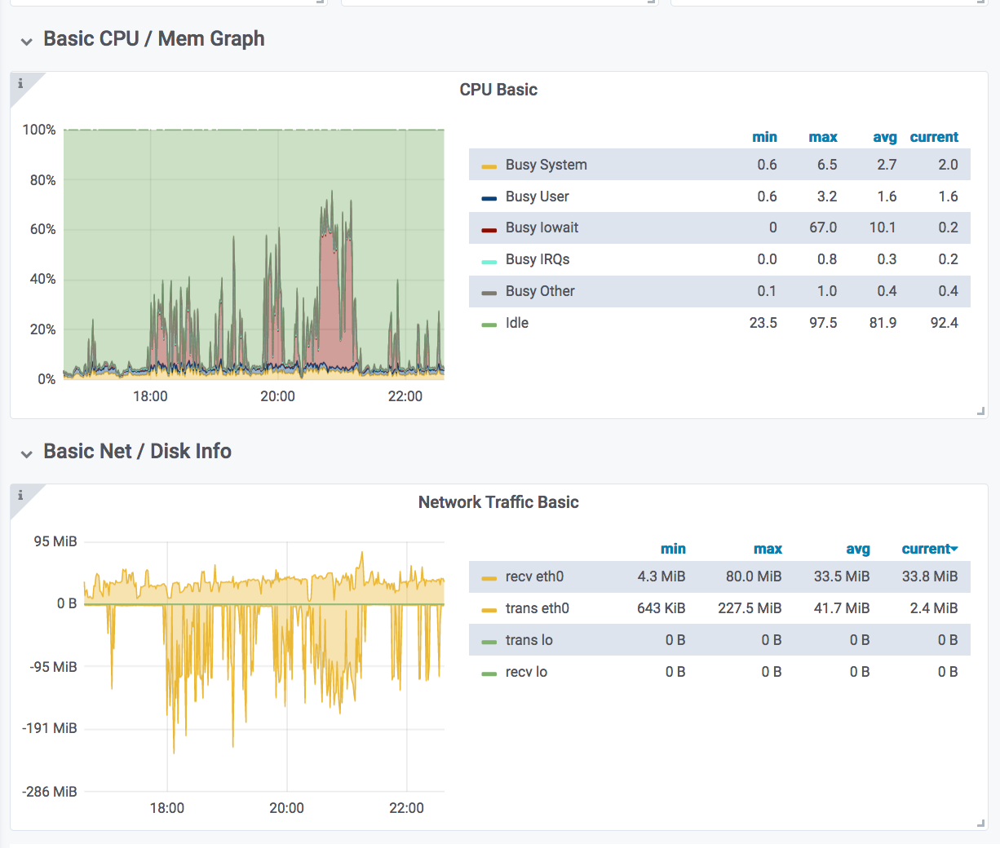 Basic CPU / Mem Graph
i
CPU Basic
100%
80%
60%
40%
20%
0%
18:00 20:00 22:00
min max avg current
Busy System 0.6 6.5 2.7 2.0
Busy User 0.6 3.2 1.6 1.6
Busy Iowait 0 67.0 10.1 0.2
Busy IRQs 0.0 0.8 0.3 0.2
Busy Other 0.1 1.0 0.4 0.4
Idle 23.5 97.5 81.9 92.4
Basic Net / Disk Info
i
Network Traffic Basic
95 MiB
0 B
-95 MiB
-191 MiB
-286 MiB
18:00 20:00 22:00
min max avg current
recv eth0 4.3 MiB 80.0 MiB 33.5 MiB 33.8 MiB
trans eth0 643 KiB 227.5 MiB 41.7 MiB 2.4 MiB
trans lo 0 B 0 B 0 B 0 B
recv lo 0 B 0 B 0 B 0 B